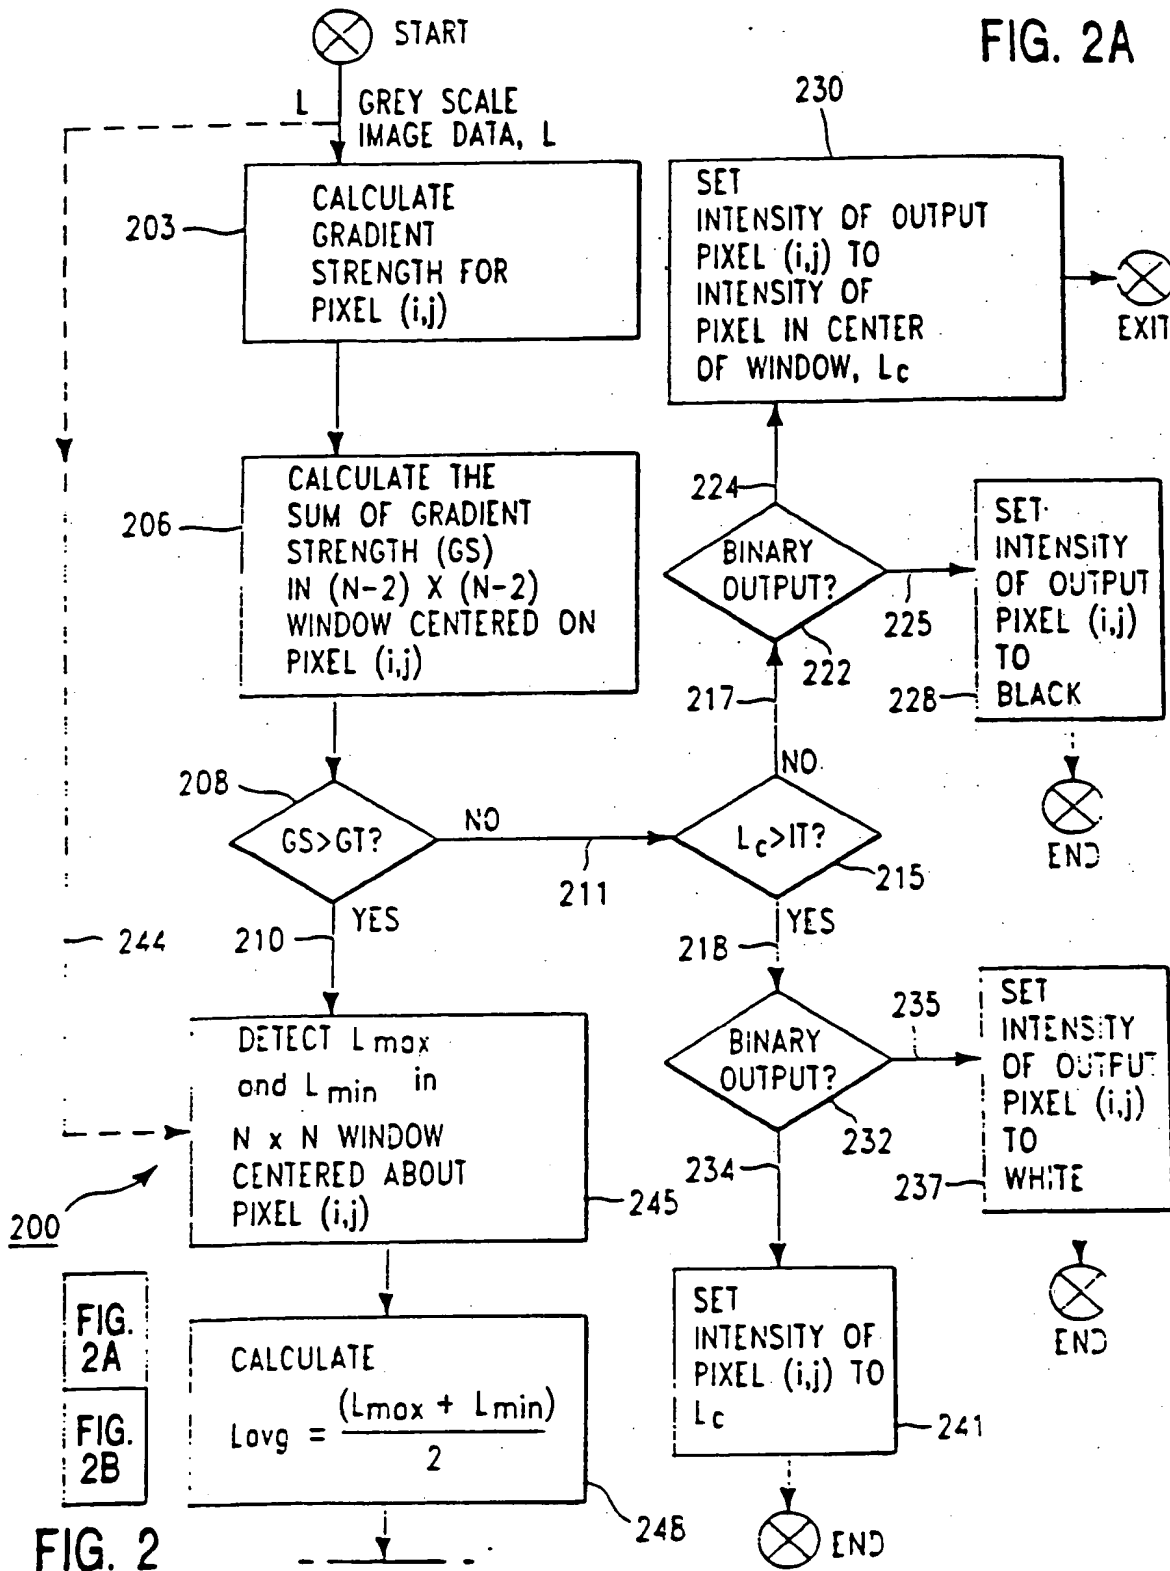 FIG. 2A
START
L
GREY SCALE
IMAGE DATA, L
203
CALCULATE
GRADIENT
STRENGTH FOR
PIXEL (i,j)
206
CALCULATE THE
SUM OF GRADIENT
STRENGTH (GS)
IN (N-2) X (N-2)
WINDOW CENTERED ON
PIXEL (i,j)
208
GS>GT?
NO
211
YES
210
244
DETECT Lmax
and Lmin in
N x N WINDOW
CENTERED ABOUT
PIXEL (i,j)
245
200
CALCULATE
Lavg = (Lmax + Lmin)
2
248
FIG.
2A
FIG.
2B
FIG. 2
230
SET
INTENSITY OF OUTPUT
PIXEL (i,j) TO
INTENSITY OF
PIXEL IN CENTER
OF WINDOW, Lc
EXIT
224
BINARY
OUTPUT?
222
225
SET
INTENSITY
OF OUTPUT
PIXEL (i,j)
TO
BLACK
228
END
217
NO
Lc>IT?
215
YES
218
BINARY
OUTPUT?
232
235
SET
INTENSITY
OF OUTPUT
PIXEL (i,j)
TO
WHITE
237
END
234
SET
INTENSITY OF
PIXEL (i,j) TO
Lc
241
END